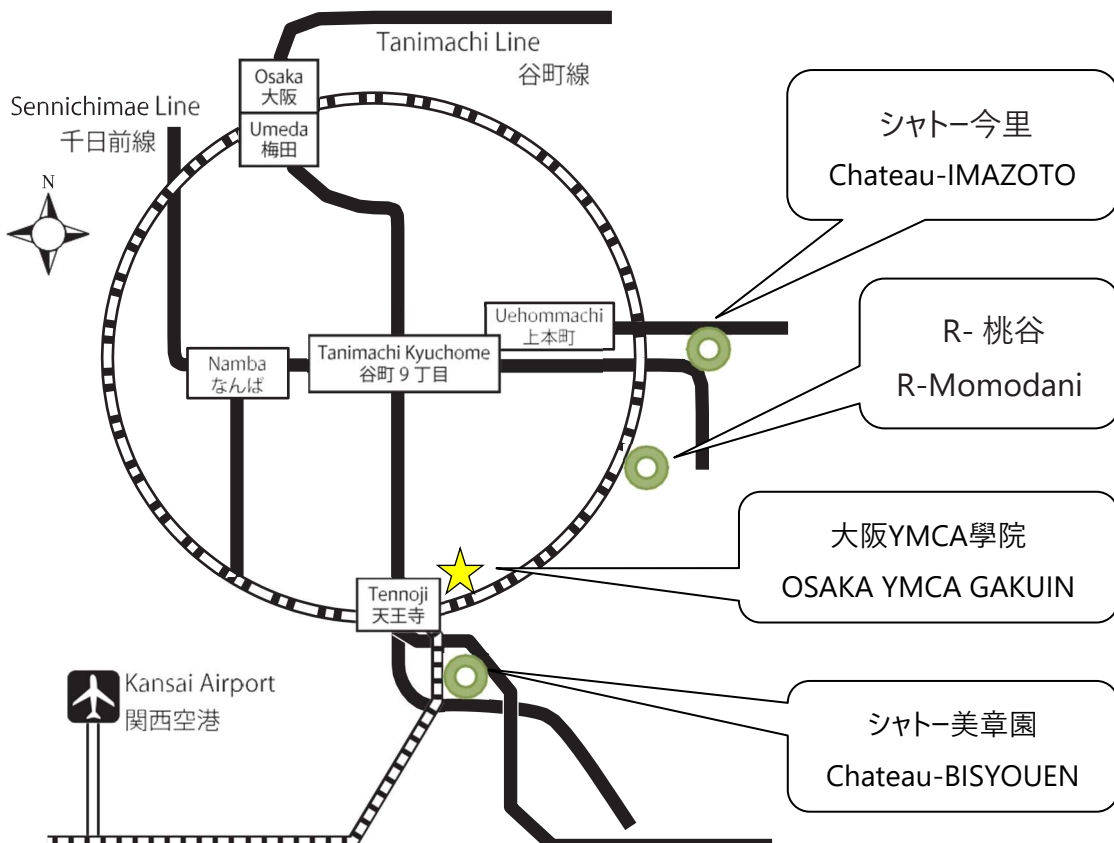 Tanimachi Line
谷町線
Osaka
大阪
Umeda
梅田
Sennichimae Line
千日前線
N
シャトー今里
Chateau-IMAZOTO
Uehommachi
上本町
R- 桃谷
R-Momodani
Namba
なんば
Tanimachi Kyuchome
谷町９丁目
大阪YMCA學院
OSAKA YMCA GAKUIN
Tennoji
天王寺
Kansai Airport
関西空港
シャトー美章園
Chateau-BISYOUEN